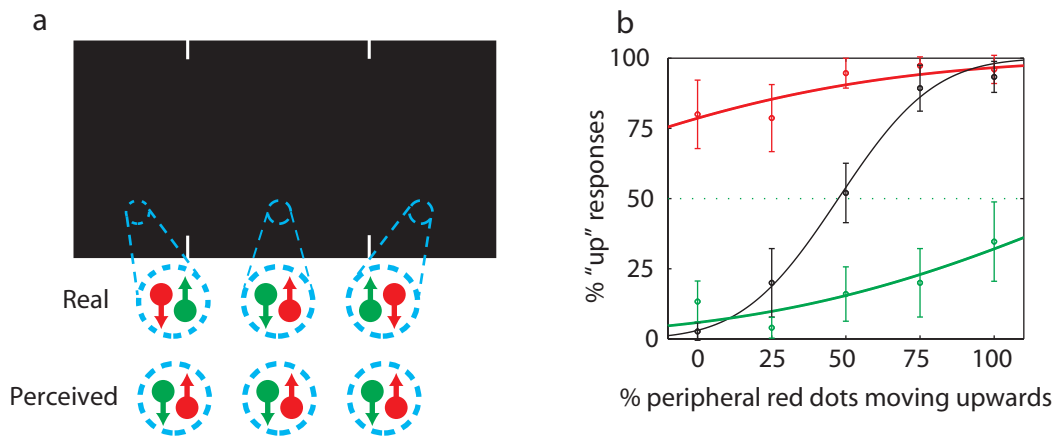 a
Real
Perceived
b
% “up” responses
100
75
50
25
0
0 25 50 75 100
% peripheral red dots moving upwards